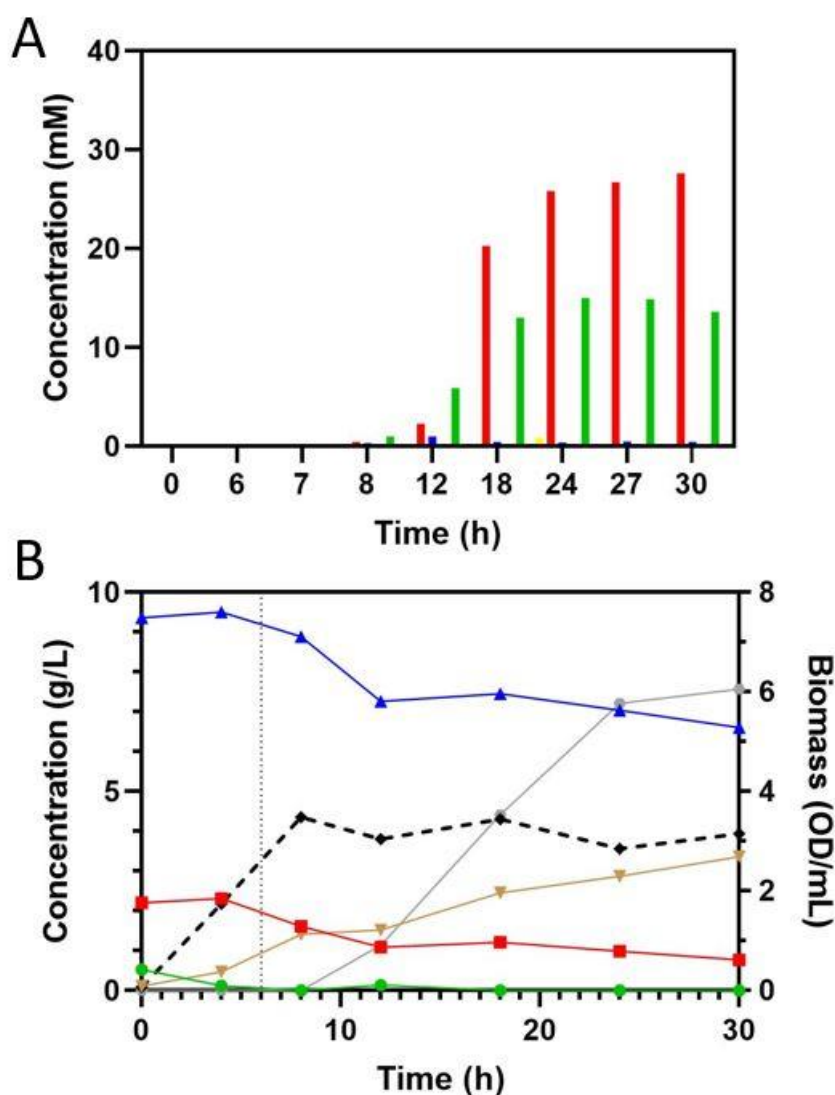 A
Concentration (mM)
40
30
20
10
0
0 6 7 8 12 18 24 27 30
Time (h)
B
Concentration (g/L)
10
5
0
8
6
4
2
0
Biomass (OD/mL)
0 10 20 30
Time (h)